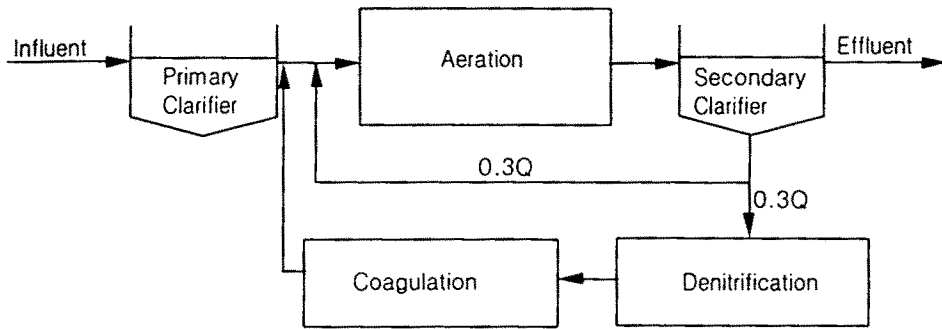 Influent
Primary
Clarifier
Aeration
Secondary
Clarifier
Effluent
0.3Q
0.3Q
Coagulation
Denitrification